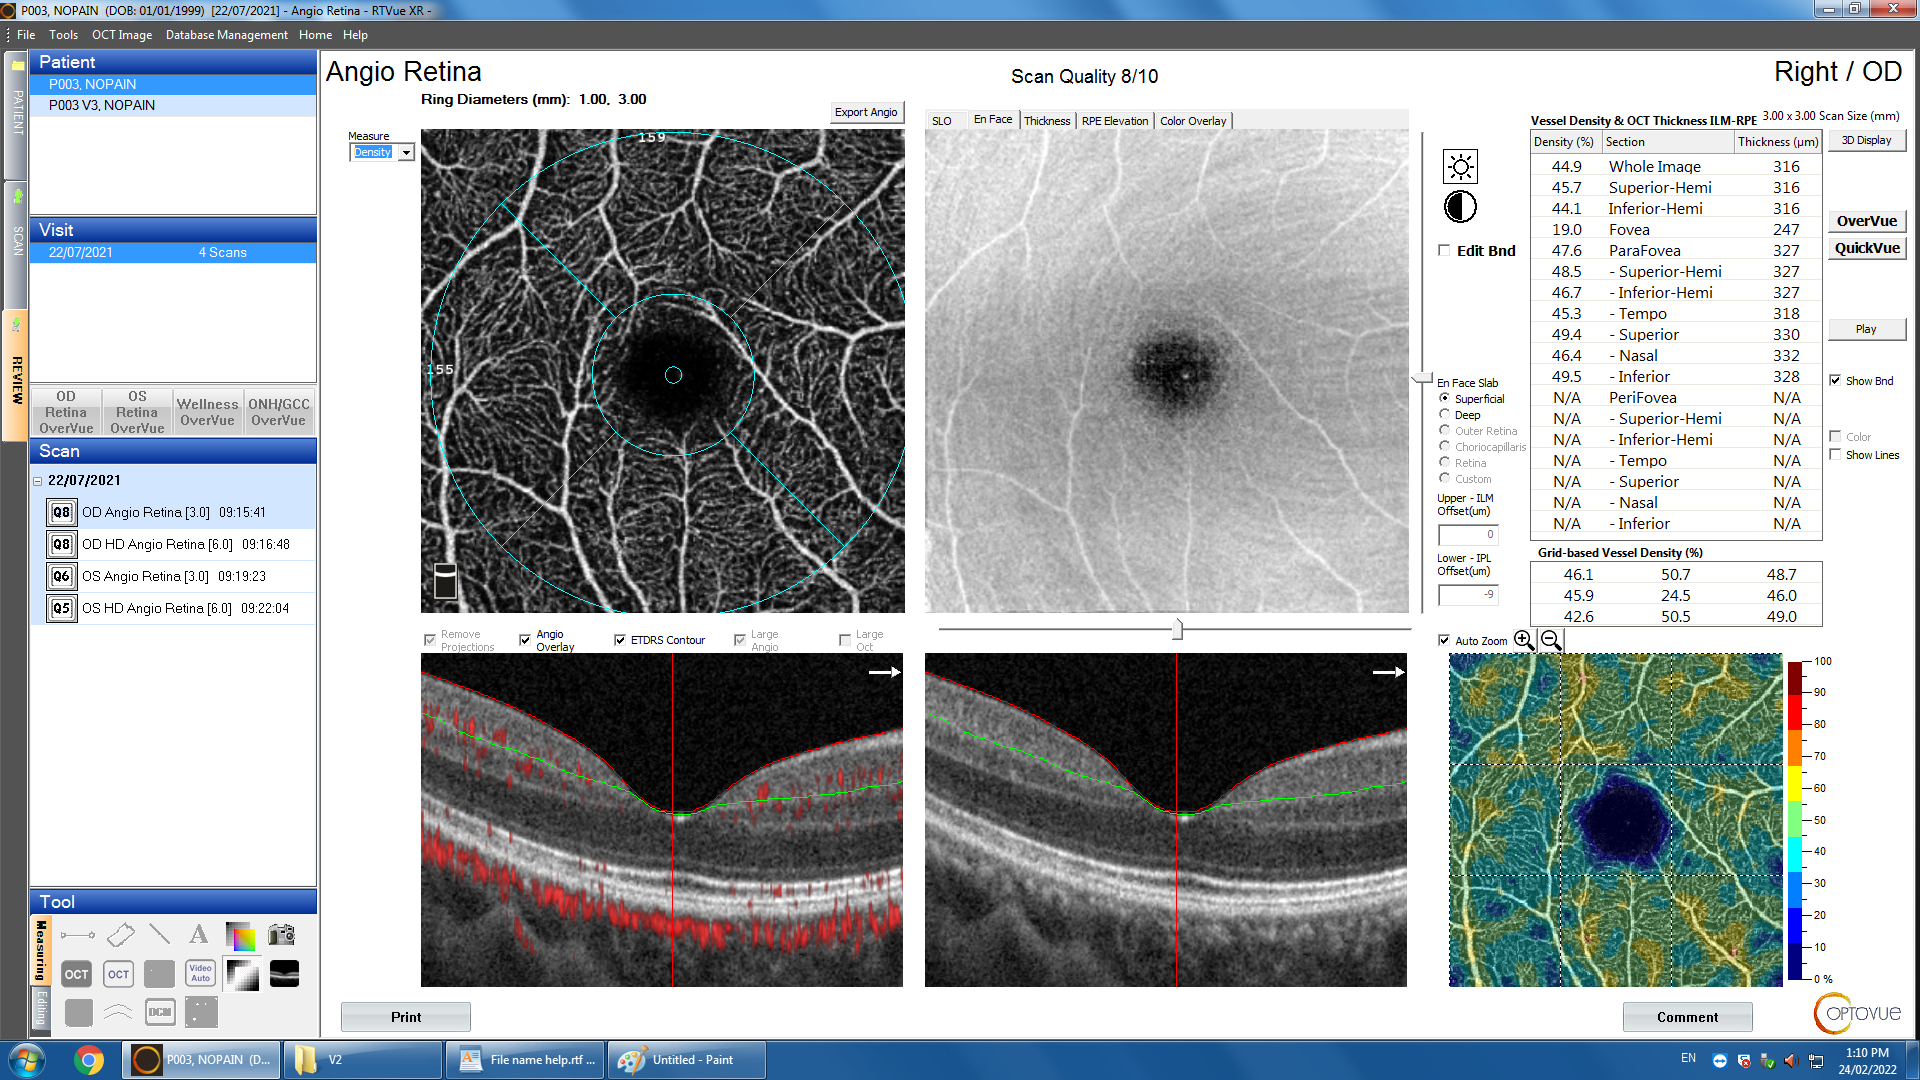 P003, NOPAIN (DOB: 01/01/1999) [22/07/2021] - Angio Retina - RTVue XR -
File Tools OCT Image Database Management Home Help
PATIENT
SCAN
REVIEW
Patient
P003, NOPAIN
P003 V3, NOPAIN
Visit
22/07/2021 4 Scans
OD Retina OverVue
OS Retina OverVue
Wellness OverVue
ONH/GCC OverVue
Scan
22/07/2021
Q8 OD Angio Retina [3.0] 09:15:41
Q8 OD HD Angio Retina [6.0] 09:16:48
Q6 OS Angio Retina [3.0] 09:19:23
Q5 OS HD Angio Retina [6.0] 09:22:04
Tool
Measuring
Editing
A
OCT OCT Video Auto
DCM
Angio Retina
Scan Quality 8/10
Right / OD
Ring Diameters (mm): 1.00, 3.00
Export Angio
Measure
Density
159
155
SLO En Face Thickness RPE Elevation Color Overlay
Edit Bnd
En Face Slab
Superficial
Deep
Outer Retina
Choriocapillaris
Retina
Custom
Upper - ILM
Offset(um)
0
Lower - IPL
Offset(um)
-9
Vessel Density & OCT Thickness ILM-RPE 3.00 x 3.00 Scan Size (mm)
Density (%) Section Thickness (µm)
44.9 Whole Image 316
45.7 Superior-Hemi 316
44.1 Inferior-Hemi 316
19.0 Fovea 247
47.6 ParaFovea 327
48.5 - Superior-Hemi 327
46.7 - Inferior-Hemi 327
45.3 - Tempo 318
49.4 - Superior 330
46.4 - Nasal 332
49.5 - Inferior 328
N/A PeriFovea N/A
N/A - Superior-Hemi N/A
N/A - Inferior-Hemi N/A
N/A - Tempo N/A
N/A - Superior N/A
N/A - Nasal N/A
N/A - Inferior N/A
Grid-based Vessel Density (%)
46.1 50.7 48.7
45.9 24.5 46.0
42.6 50.5 49.0
3D Display
OverVue
QuickVue
Play
Show Bnd
Color
Show Lines
Remove Projections
Angio Overlay
ETDRS Contour
Large Angio
Large Oct
Auto Zoom
100
90
80
70
60
50
40
30
20
10
0 %
Print
Comment
OPTOVUE
P003, NOPAIN (D...
V2
File name help.rtf ...
Untitled - Paint
EN
1:10 PM
24/02/2022